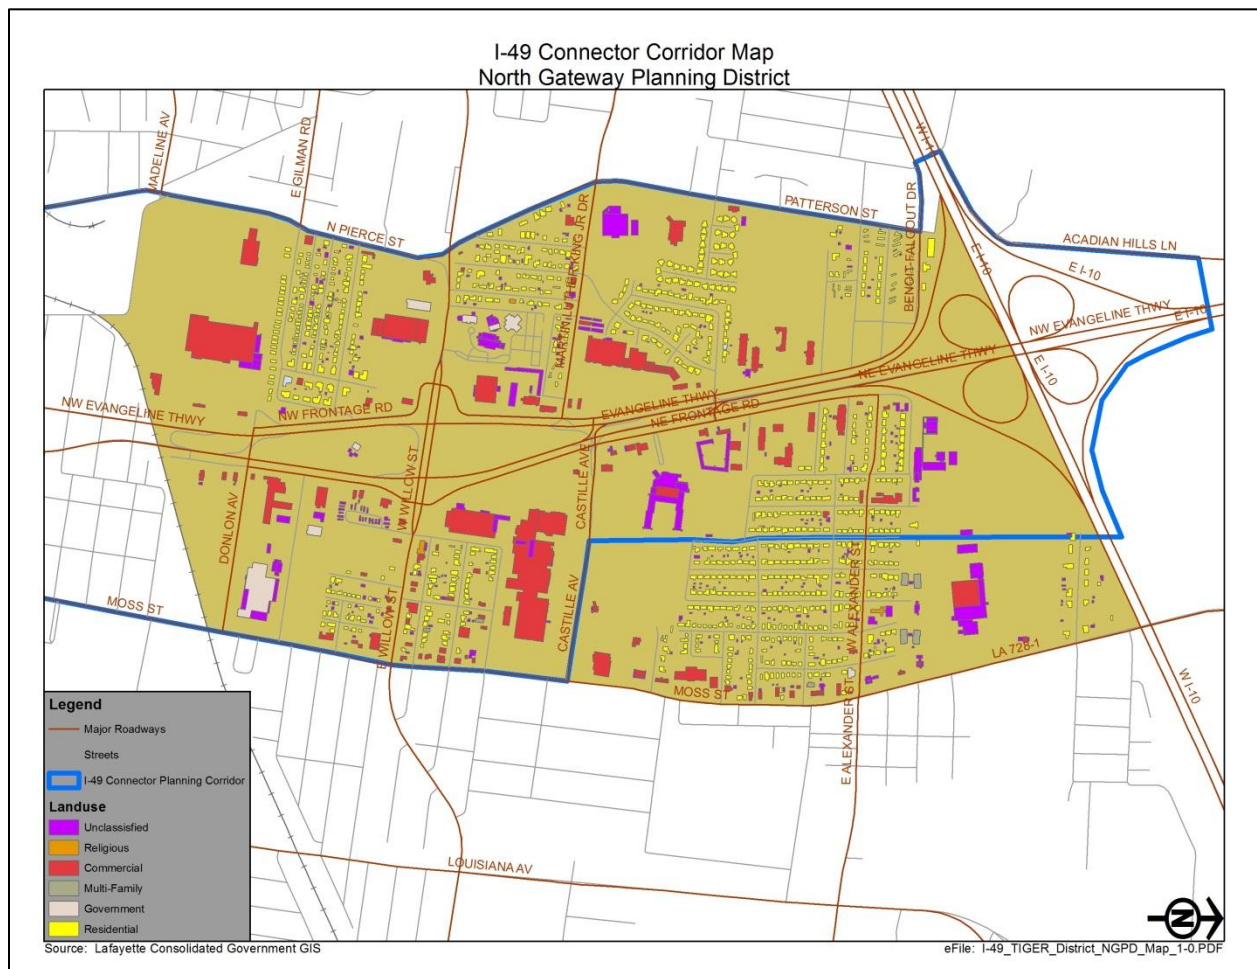 I-49 Connector Corridor Map
North Gateway Planning District
MADELINE AV
E GILMAN RD
N PIERCE ST
MARTIN LUTHER KING JR DR
PATTERSON ST
BENOIT-FALGOUT DR
W I-1
ACADIAN HILLS LN
E I-10
E I-10
NW EVANGELINE THWY
E I-10
E I-10
NE EVANGELINE THWY
NW EVANGELINE THWY
NW FRONTAGE RD
EVANGELINE THWY
NE FRONTAGE RD
W WILLOW ST
CASTILLE AVE
DONLON AV
MOSS ST
E WILLOW ST
CASTILLE AV
W ALEXANDER ST
LA 728-1
MOSS ST
W I-10
E ALEXANDER ST
LOUISIANA AV
Legend
Major Roadways
Streets
I-49 Connector Planning Corridor
Landuse
Unclassisfied
Religious
Commercial
Multi-Family
Government
Residential
N
Source: Lafayette Consolidated Government GIS
eFile: I-49_TIGER_District_NGPD_Map_1-0.PDF